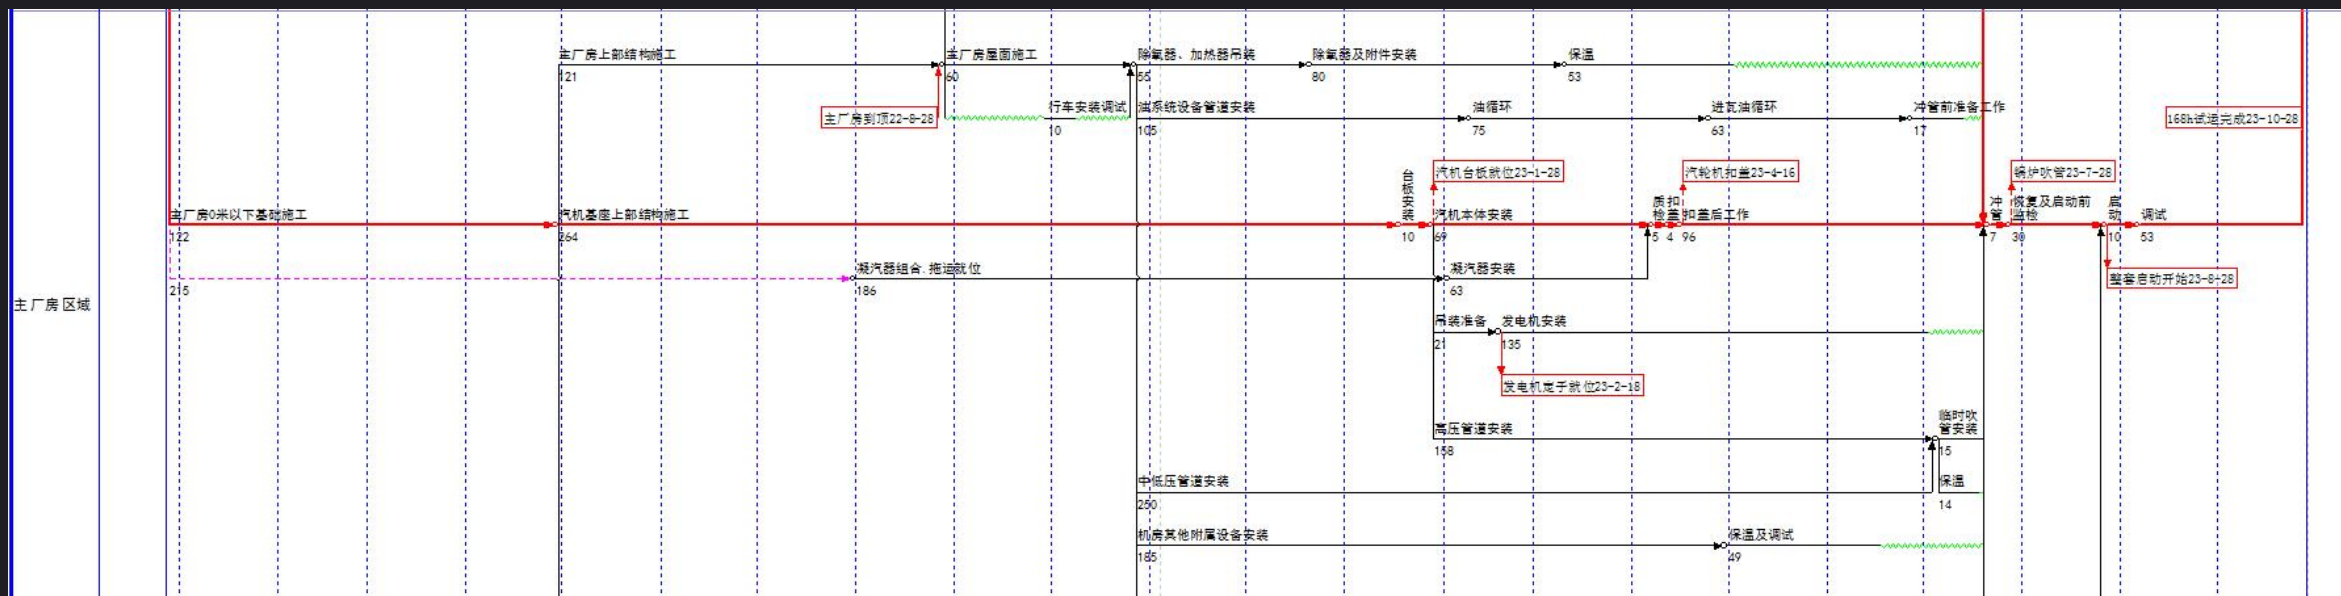 主厂房上部结构施工
主厂房屋面施工
除氧器、加热器吊装
除氧器及附件安装
保温
121
60
55
80
53
主厂房到顶22-8-28
行车安装调试
油系统设备管道安装
油循环
进瓦油循环
冲管前准备工作
168h试运完成23-10-28
10
105
75
63
17
汽机台板就位23-1-28
汽轮机扣盖23-4-16
锅炉吹管23-7-28
主厂房0米以下基础施工
汽机基座上部结构施工
台板安装
汽机本体安装
质检
扣盖
扣盖后工作
冲管
恢复及启动前
监检
启动
调试
122
264
10
69
5
4
96
7
30
10
53
凝汽器组合.拖运就位
凝汽器安装
整套启动开始23-8-28
215
186
63
主厂房区域
吊装准备
发电机安装
21
135
发电机定子就位23-2-18
高压管道安装
临时吹
管安装
158
15
中低压管道安装
保温
250
14
机房其他附属设备安装
保温及调试
185
49